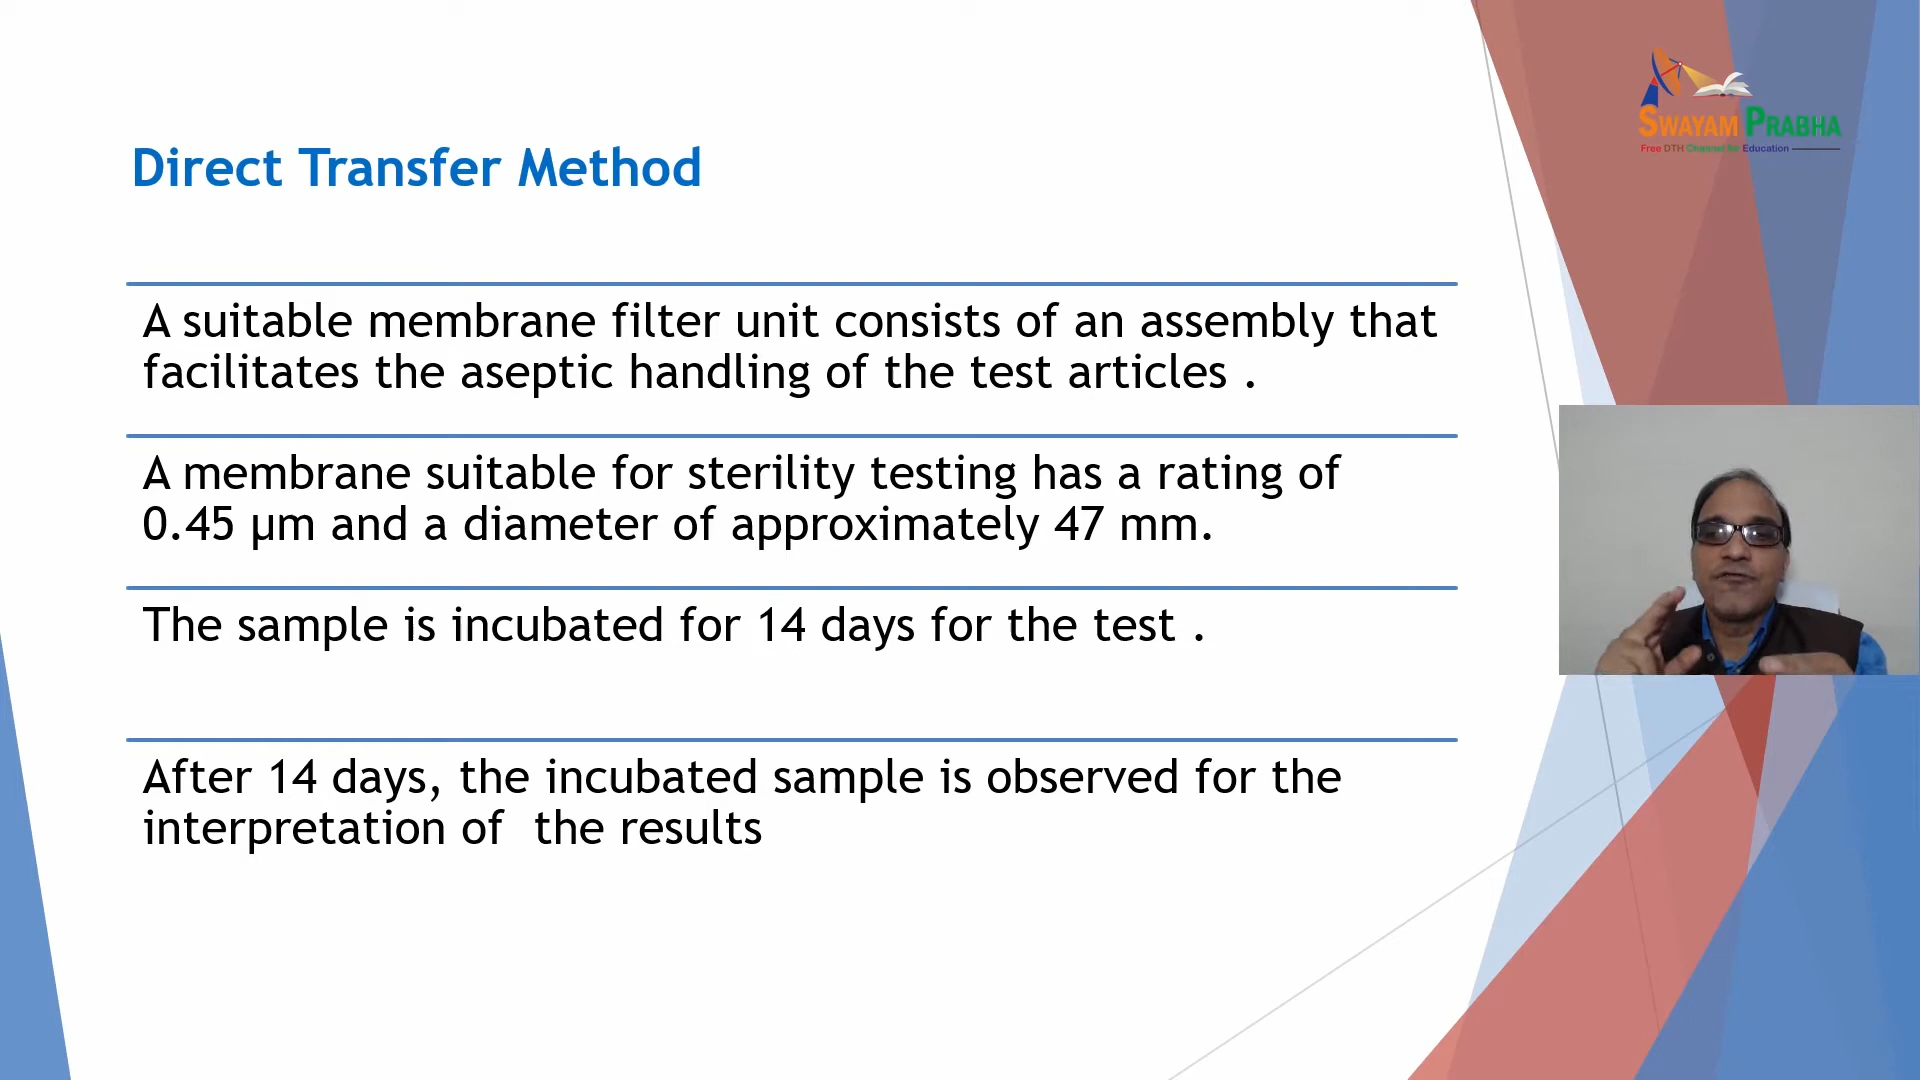 SWAYAM PRABHA
Free DTH Channel for Education
Direct Transfer Method
A suitable membrane filter unit consists of an assembly that
facilitates the aseptic handling of the test articles .
A membrane suitable for sterility testing has a rating of
0.45 µm and a diameter of approximately 47 mm.
The sample is incubated for 14 days for the test .
After 14 days, the incubated sample is observed for the
interpretation of  the results